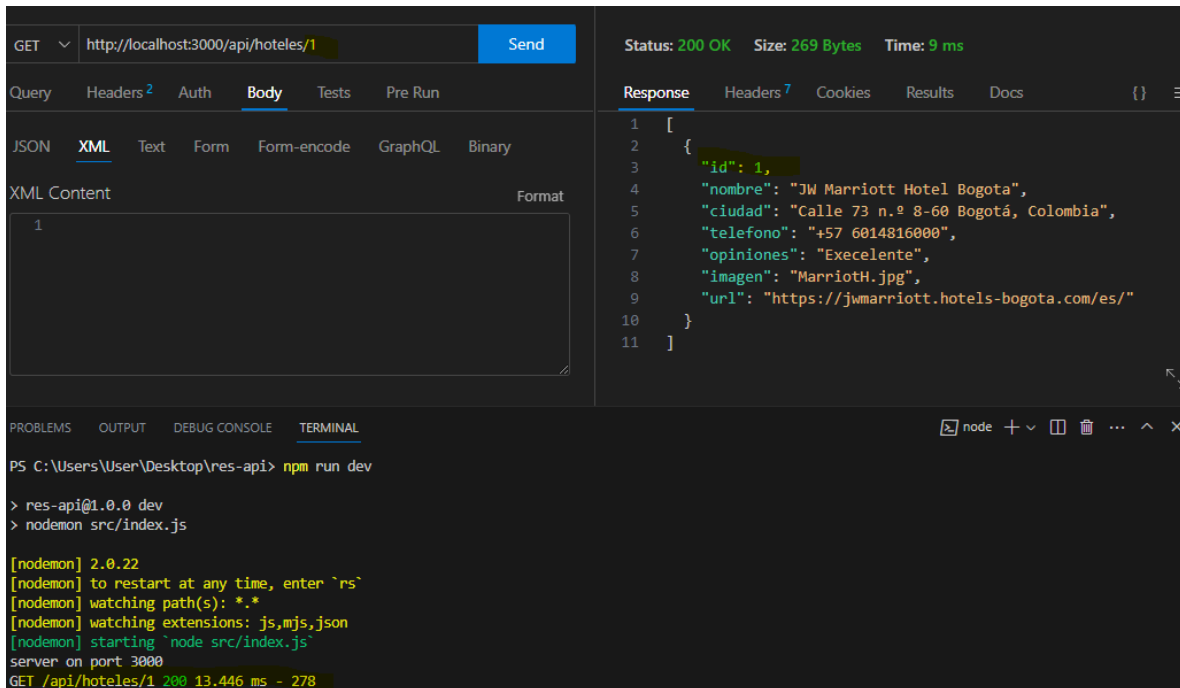 GET http://localhost:3000/api/hoteles/1 Send
Query Headers 2 Auth Body Tests Pre Run
JSON XML Text Form Form-encode GraphQL Binary
XML Content Format
1
Status: 200 OK Size: 269 Bytes Time: 9 ms
Response Headers 7 Cookies Results Docs {}
1 [
2 {
3 "id": 1,
4 "nombre": "JW Marriott Hotel Bogota",
5 "ciudad": "Calle 73 n.º 8-60 Bogotá, Colombia",
6 "telefono": "+57 6014816000",
7 "opiniones": "Execelente",
8 "imagen": "MarriotH.jpg",
9 "url": "https://jwmarriott.hotels-bogota.com/es/"
10 }
11 ]
PROBLEMS OUTPUT DEBUG CONSOLE TERMINAL node
PS C:\Users\User\Desktop\res-api> npm run dev
> res-api@1.0.0 dev
> nodemon src/index.js
[nodemon] 2.0.22
[nodemon] to restart at any time, enter `rs`
[nodemon] watching path(s): *.*
[nodemon] watching extensions: js,mjs,json
[nodemon] starting `node src/index.js`
server on port 3000
GET /api/hoteles/1 200 13.446 ms - 278